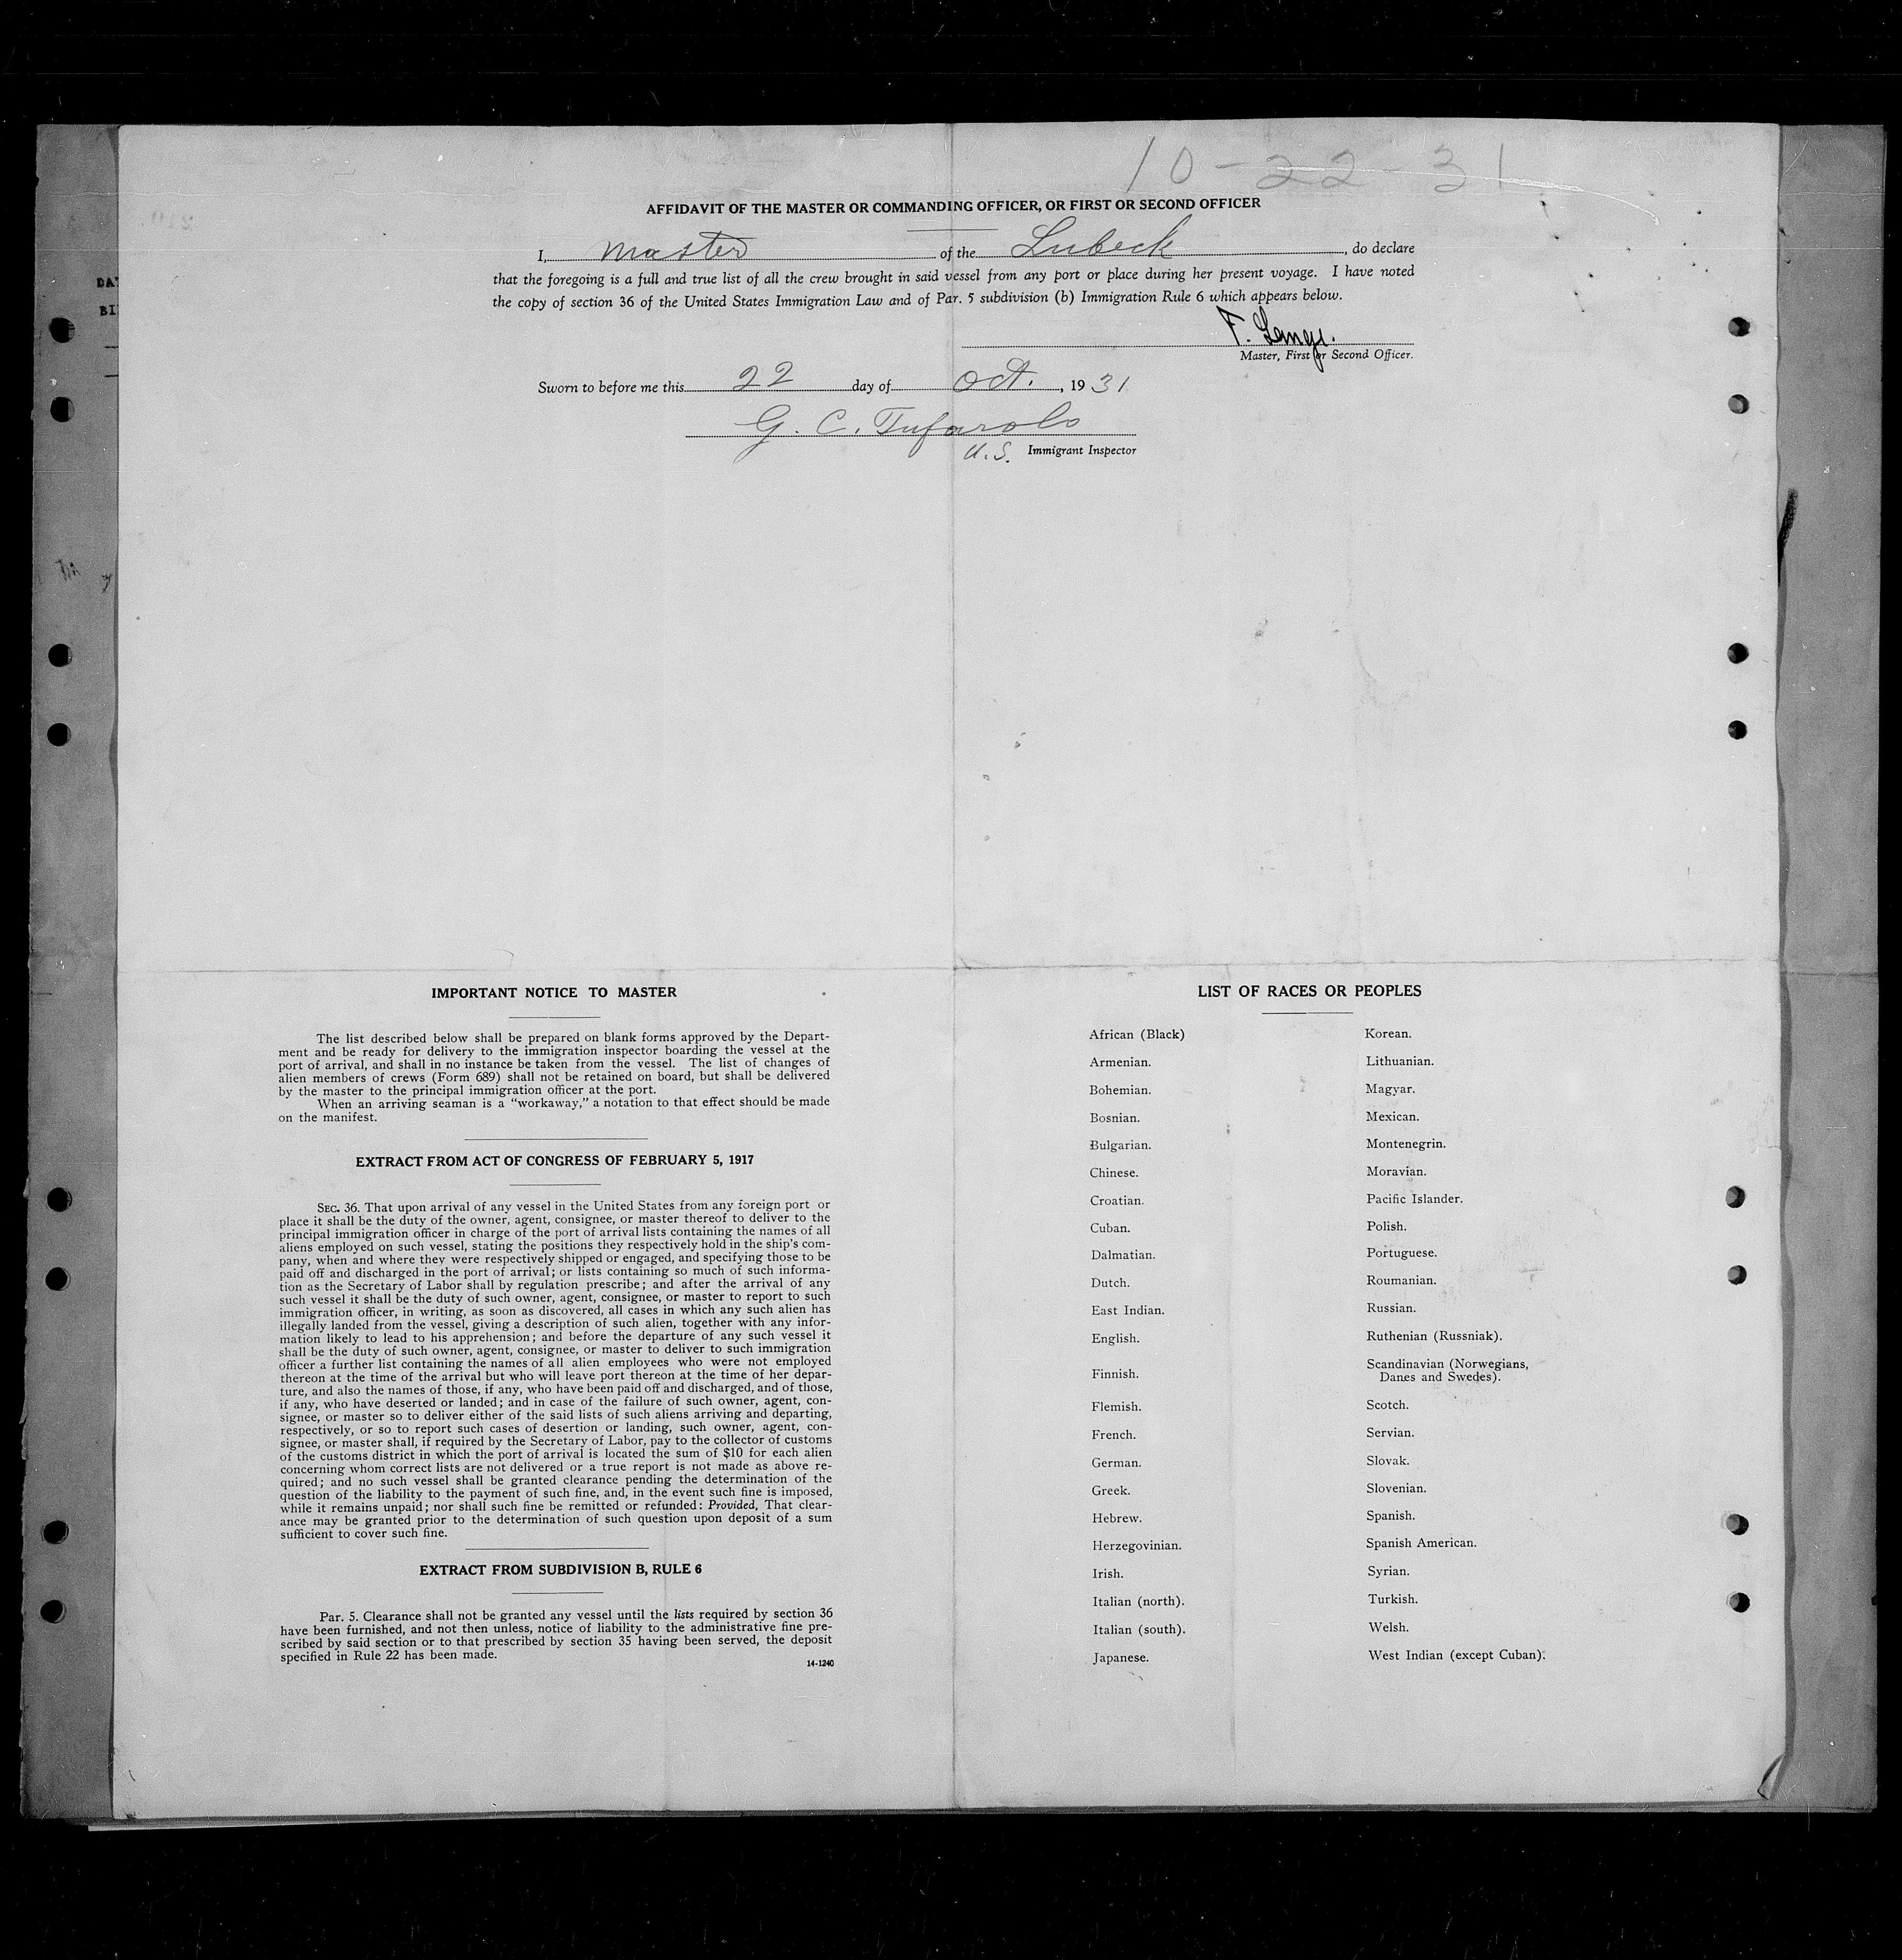 10-22-31
AFFIDAVIT OF THE MASTER OR COMMANDING OFFICER, OR FIRST OR SECOND OFFICER
I, Master of the Lubeck, do declare
that the foregoing is a full and true list of all the crew brought in said vessel from any port or place during her present voyage. I have noted
the copy of section 36 of the United States Immigration Law and of Par. 5 subdivision (b) Immigration Rule 6 which appears below.
F. Lange.
Master, First or Second Officer.
Sworn to before me this 22 day of Oct., 1931
G. C. Tufarolo
U.S. Immigrant Inspector
DA
BI
IMPORTANT NOTICE TO MASTER
The list described below shall be prepared on blank forms approved by the Depart-
ment and be ready for delivery to the immigration inspector boarding the vessel at the
port of arrival, and shall in no instance be taken from the vessel. The list of changes of
alien members of crews (Form 689) shall not be retained on board, but shall be delivered
by the master to the principal immigration officer at the port.
When an arriving seaman is a “workaway,” a notation to that effect should be made
on the manifest.
EXTRACT FROM ACT OF CONGRESS OF FEBRUARY 5, 1917
SEC. 36. That upon arrival of any vessel in the United States from any foreign port or
place it shall be the duty of the owner, agent, consignee, or master thereof to deliver to the
principal immigration officer in charge of the port of arrival lists containing the names of all
aliens employed on such vessel, stating the positions they respectively hold in the ship's com-
pany, when and where they were respectively shipped or engaged, and specifying those to be
paid off and discharged in the port of arrival; or lists containing so much of such informa-
tion as the Secretary of Labor shall by regulation prescribe; and after the arrival of any
such vessel it shall be the duty of such owner, agent, consignee, or master to report to such
immigration officer, in writing, as soon as discovered, all cases in which any such alien has
illegally landed from the vessel, giving a description of such alien, together with any infor-
mation likely to lead to his apprehension; and before the departure of any such vessel it
shall be the duty of such owner, agent, consignee, or master to deliver to such immigration
officer a further list containing the names of all alien employees who were not employed
thereon at the time of the arrival but who will leave port thereon at the time of her depar-
ture, and also the names of those, if any, who have been paid off and discharged, and of those,
if any, who have deserted or landed; and in case of the failure of such owner, agent, con-
signee, or master so to deliver either of the said lists of such aliens arriving and departing,
respectively, or so to report such cases of desertion or landing, such owner, agent, con-
signee, or master shall, if required by the Secretary of Labor, pay to the collector of customs
of the customs district in which the port of arrival is located the sum of $10 for each alien
concerning whom correct lists are not delivered or a true report is not made as above re-
quired; and no such vessel shall be granted clearance pending the determination of the
question of the liability to the payment of such fine, and, in the event such fine is imposed,
while it remains unpaid; nor shall such fine be remitted or refunded: Provided, That clear-
ance may be granted prior to the determination of such question upon deposit of a sum
sufficient to cover such fine.
EXTRACT FROM SUBDIVISION B, RULE 6
Par. 5. Clearance shall not be granted any vessel until the lists required by section 36
have been furnished, and not then unless, notice of liability to the administrative fine pre-
scribed by said section or to that prescribed by section 35 having been served, the deposit
specified in Rule 22 has been made.
14-1240
LIST OF RACES OR PEOPLES
African (Black)
Armenian.
Bohemian.
Bosnian.
Bulgarian.
Chinese.
Croatian.
Cuban.
Dalmatian.
Dutch.
East Indian.
English.
Finnish.
Flemish.
French.
German.
Greek.
Hebrew.
Herzegovinian.
Irish.
Italian (north).
Italian (south).
Japanese.
Korean.
Lithuanian.
Magyar.
Mexican.
Montenegrin.
Moravian.
Pacific Islander.
Polish.
Portuguese.
Roumanian.
Russian.
Ruthenian (Russniak).
Scandinavian (Norwegians,
Danes and Swedes).
Scotch.
Servian.
Slovak.
Slovenian.
Spanish.
Spanish American.
Syrian.
Turkish.
Welsh.
West Indian (except Cuban).